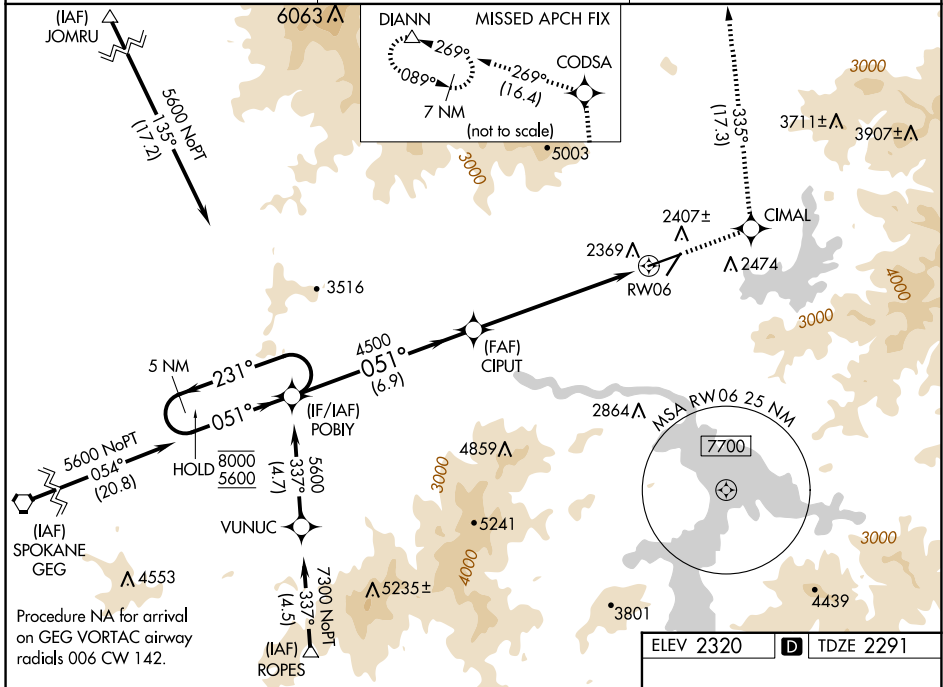 (IAF)
JOMRU
5600 NoPT
135°
(17.2)
6063
DIANN
MISSED APCH FIX
269°
089°
7 NM
269°
(16.4)
CODSA
(not to scale)
5003
3000
335°
(17.3)
3000
3711±
3907±
CIMAL
2407±
2369
2474
RW06
4000
3000
3516
4500
051°
(6.9)
(FAF)
CIPUT
5 NM
231°
051°
(IF/IAF)
POBIY
HOLD
8000
5600
5600 NoPT
054°
(20.8)
(IAF)
SPOKANE
GEG
5600
337°
(4.7)
VUNUC
7300 NoPT
337°
(4.5)
(IAF)
ROPES
2864
MSA RW06 25 NM
7700
4859
3000
5241
4000
5235±
4553
3801
3000
4439
Procedure NA for arrival
on GEG VORTAC airway
radials 006 CW 142.
ELEV 2320 D TDZE 2291